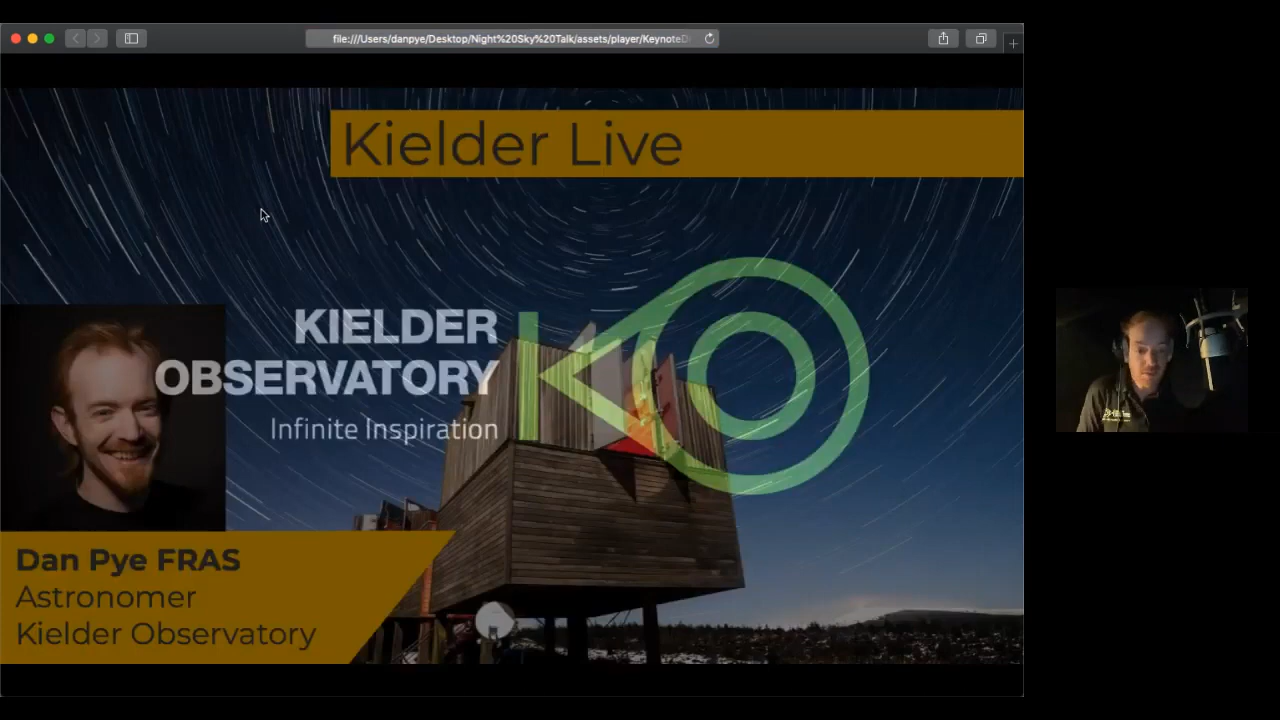 file:///Users/danpye/Desktop/Night%20Sky%20Talk/assets/player/KeynoteD
Kielder Live
KIELDER
OBSERVATORY
Infinite Inspiration
Dan Pye FRAS
Astronomer
Kielder Observatory